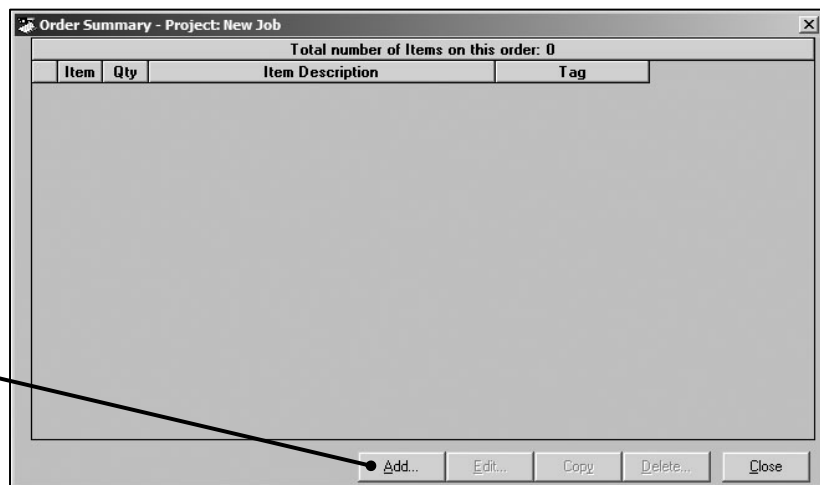 Order Summary - Project: New Job
Total number of Items on this order: 0
Item Qty Item Description Tag
Add... Edit... Copy Delete... Close